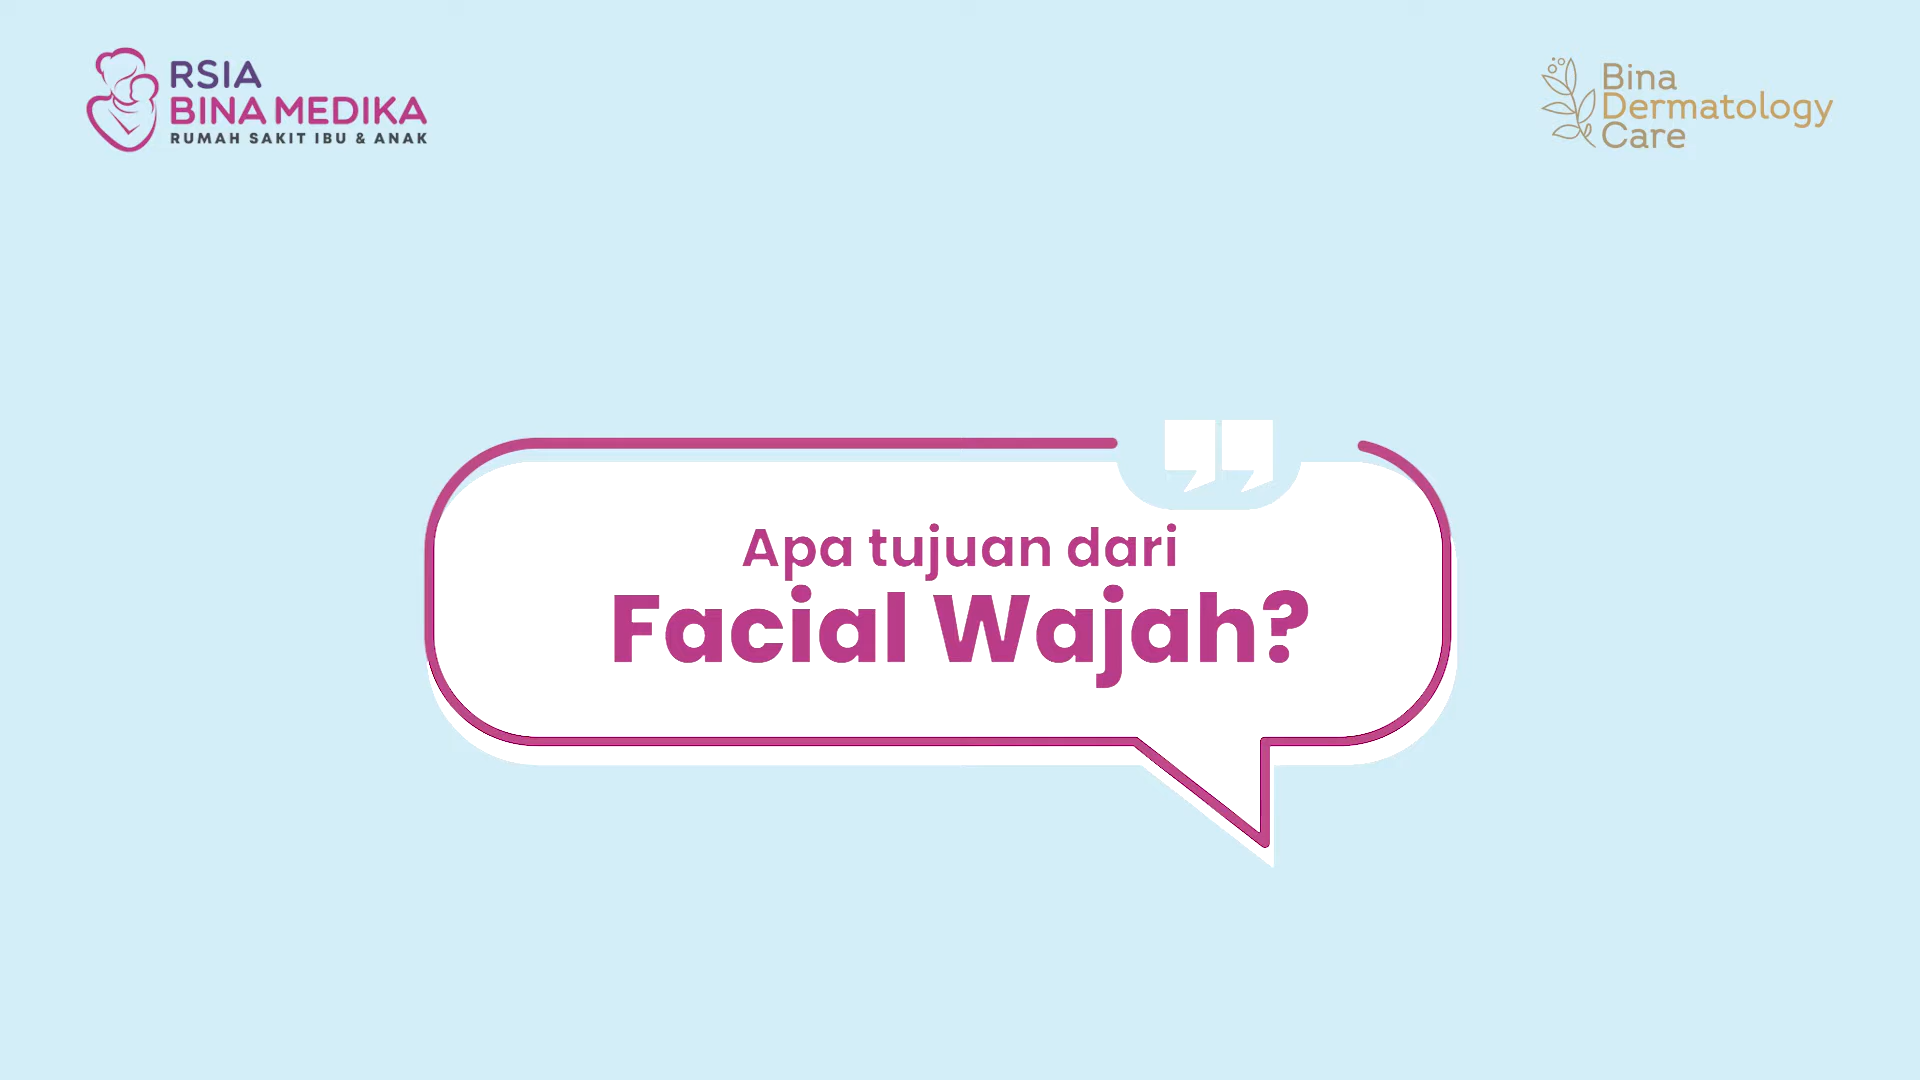 RSIA
BINA MEDIKA
RUMAH SAKIT IBU & ANAK
Bina
Dermatology
Care
Apa tujuan dari
Facial Wajah?